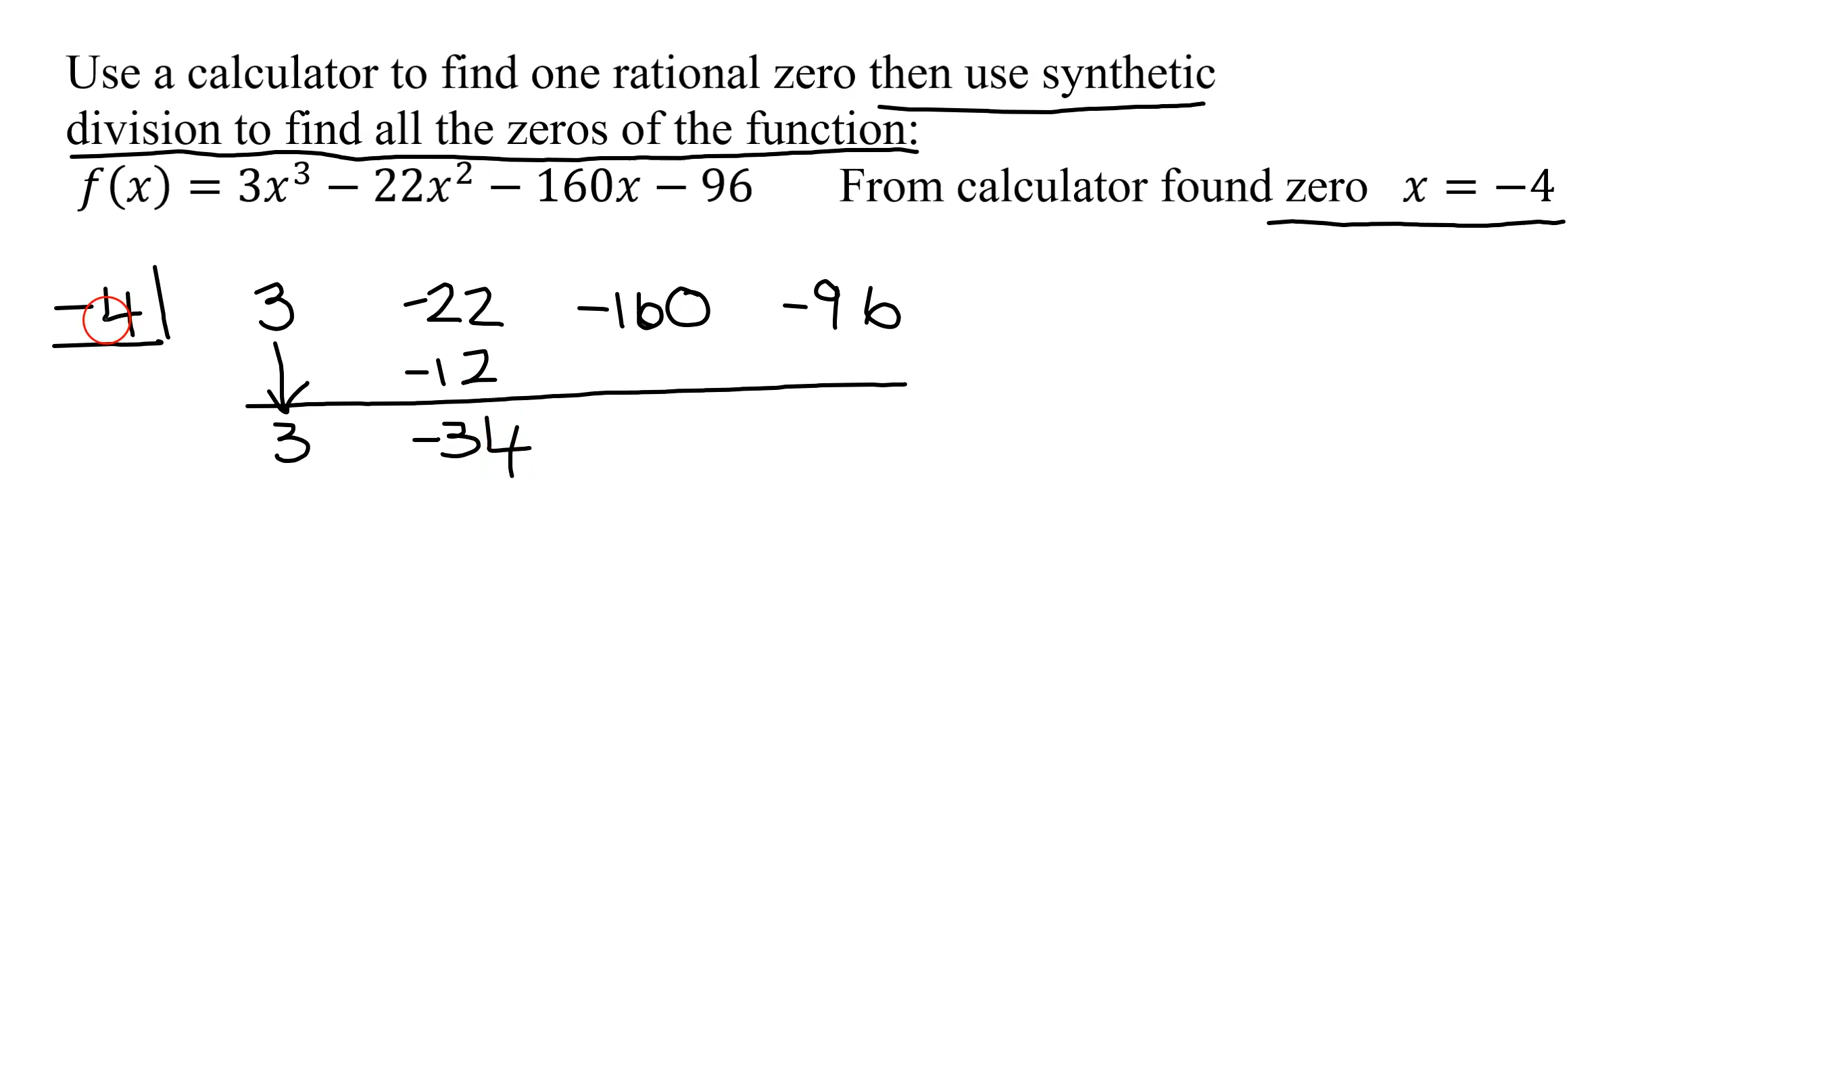 Use a calculator to find one rational zero then use synthetic
division to find all the zeros of the function:
f(x) = 3x³ − 22x² − 160x − 96 From calculator found zero x = −4
-4 3 -22 -160 -96
-12
3 -34